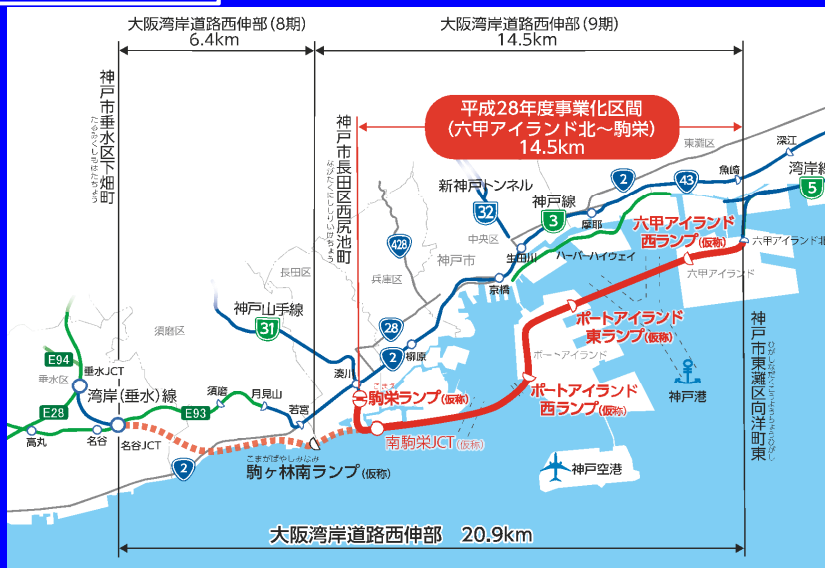 大阪湾岸道路西伸部(8期)
6.4km
大阪湾岸道路西伸部(9期)
14.5km
平成28年度事業化区間
(六甲アイランド北〜駒栄)
14.5km
神戸市垂水区下畑町
神戸市長田区西尻池町
東灘区
深江
魚崎
湾岸線
5
2
43
新神戸トンネル
32
神戸線
3
摩耶
六甲アイランド
西ランプ(仮称)
428
中央区
生田川
ハーバーハイウェイ
六甲アイランド北
神戸市
兵庫区
京橋
六甲アイランド
長田区
神戸山手線
31
28
2
柳原
ポートアイランド
東ランプ(仮称)
ポートアイランド
神戸港
須磨区
湊川
こまえ
駒栄ランプ(仮称)
ポートアイランド
西ランプ(仮称)
E94
垂水JCT
垂水区
湾岸(垂水)線
E28
E93
須磨
月見山
若宮
高丸
名谷
名谷JCT
南駒栄JCT(仮称)
2
こまがばやしみなみ
駒ヶ林南ランプ(仮称)
神戸空港
神戸市東灘区向洋町東
大阪湾岸道路西伸部 20.9km